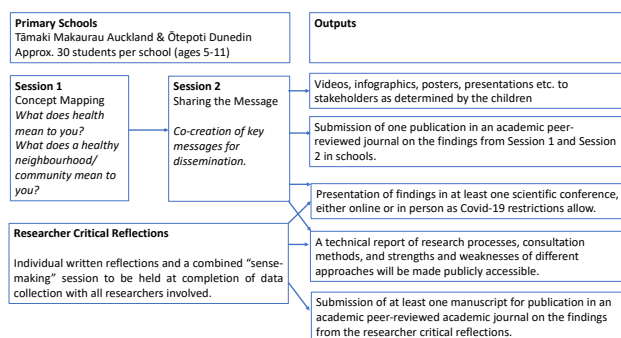 Primary Schools
Tāmaki Makaurau Auckland & Ōtepoti Dunedin
Approx. 30 students per school (ages 5-11)
Outputs
Session 1
Concept Mapping
What does health
mean to you?
What does a healthy
neighbourhood/
community mean to
you?
Session 2
Sharing the Message
Co-creation of key
messages for
dissemination.
Videos, infographics, posters, presentations etc. to
stakeholders as determined by the children
Submission of one publication in an academic peer-
reviewed journal on the findings from Session 1 and Session
2 in schools.
Presentation of findings in at least one scientific conference,
either online or in person as Covid-19 restrictions allow.
Researcher Critical Reflections
Individual written reflections and a combined “sense-
making” session to be held at completion of data
collection with all researchers involved.
A technical report of research processes, consultation
methods, and strengths and weaknesses of different
approaches will be made publicly accessible.
Submission of at least one manuscript for publication in an
academic peer-reviewed academic journal on the findings
from the researcher critical reflections.